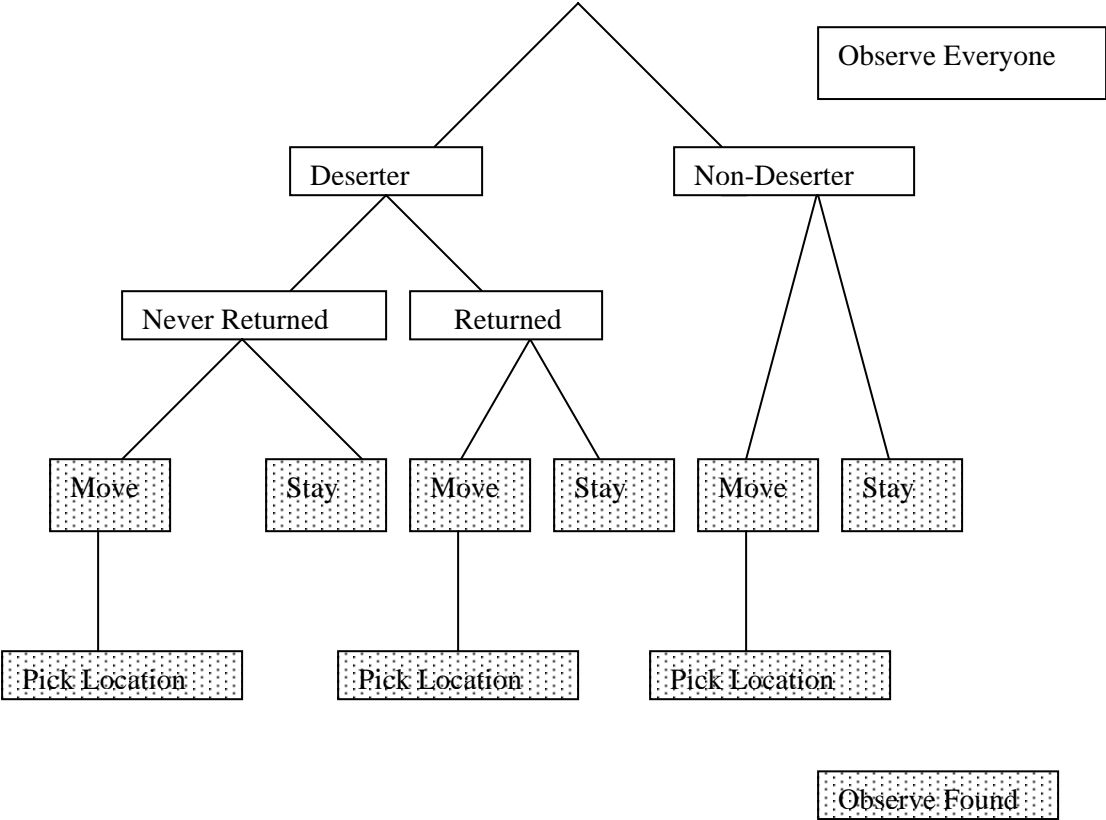 Observe Everyone
Deserter
Non-Deserter
Never Returned
Returned
Move
Stay
Move
Stay
Move
Stay
Pick Location
Pick Location
Pick Location
Observe Found